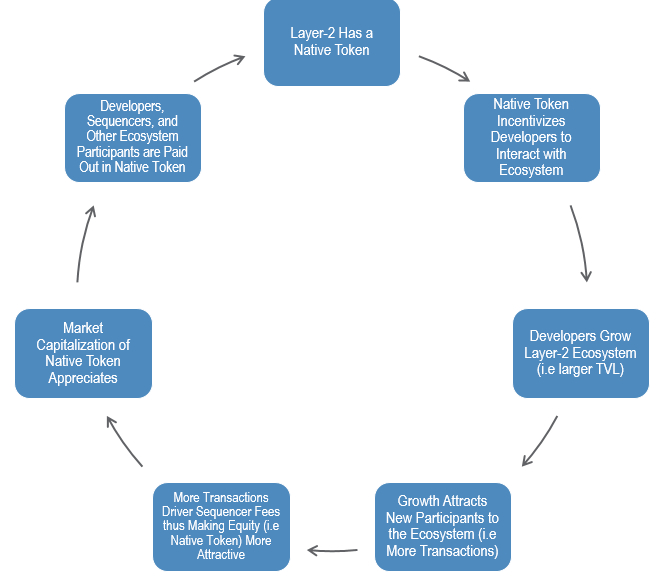 Layer-2 Has a
Native Token
Native Token
Incentivizes
Developers to
Interact with
Ecosystem
Developers Grow
Layer-2 Ecosystem
(i.e larger TVL)
Growth Attracts
New Participants to
the Ecosystem (i.e
More Transactions)
More Transactions
Driver Sequencer Fees
thus Making Equity (i.e
Native Token) More
Attractive
Market
Capitalization of
Native Token
Appreciates
Developers,
Sequencers, and
Other Ecosystem
Participants are Paid
Out in Native Token